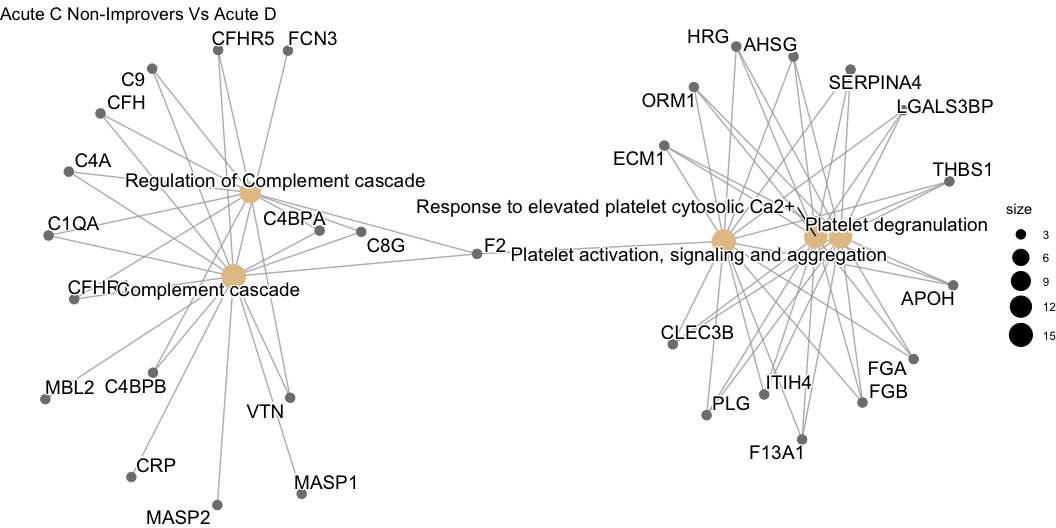 Acute C Non-Improvers Vs Acute D
CFHR5
FCN3
C9
CFH
C4A
Regulation of Complement cascade
C1QA
C4BPA
C8G
F2
Complement cascade
MBL2
C4BPB
VTN
CRP
MASP1
MASP2
HRG
AHSG
SERPINA4
ORM1
LGALS3BP
ECM1
THBS1
Response to elevated platelet cytosolic Ca2+
Platelet degranulation
Platelet activation, signaling and aggregation
APOH
CLEC3B
FGA
ITIH4
FGB
PLG
F13A1
size
3
6
9
12
15